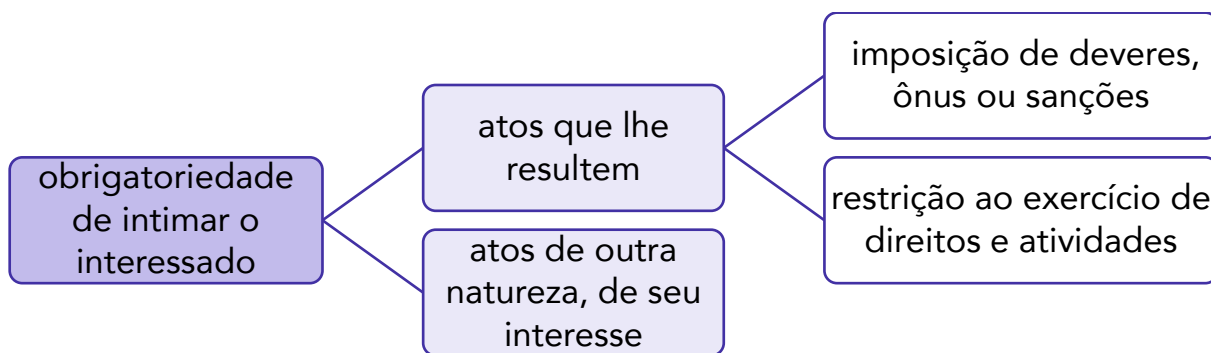 obrigatoriedade
de intimar o
interessado
atos que lhe
resultem
imposição de deveres,
ônus ou sanções
restrição ao exercício de
direitos e atividades
atos de outra
natureza, de seu
interesse